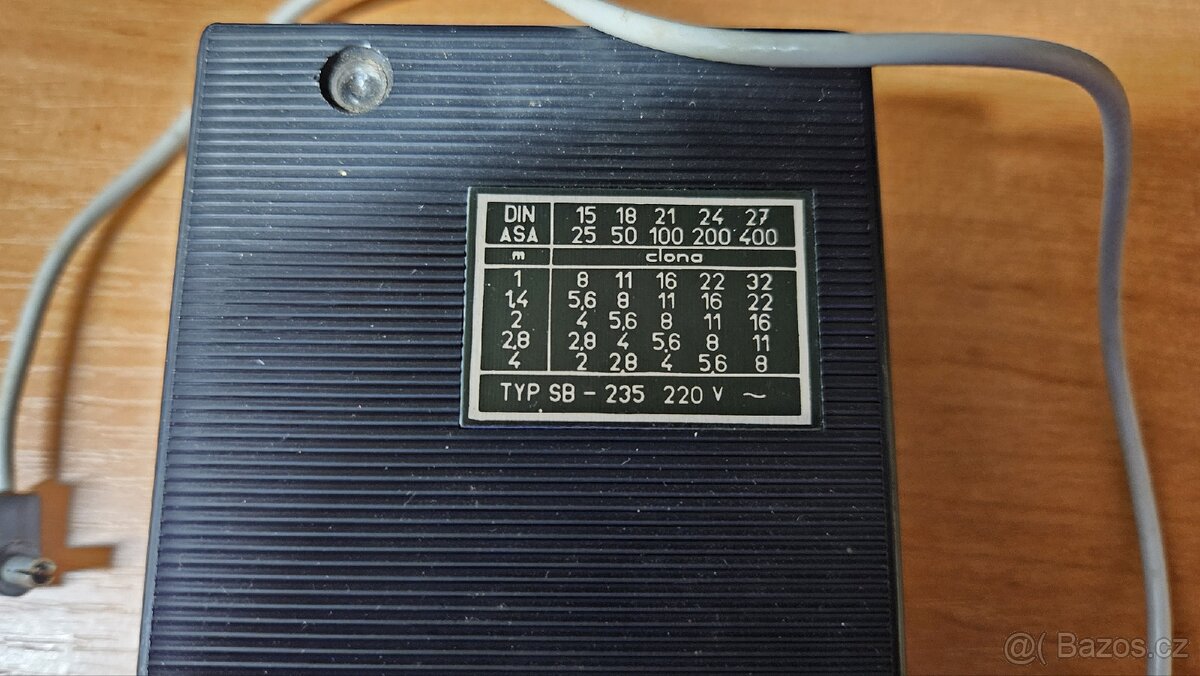 DIN 15 18 21 24 27
ASA 25 50 100 200 400
m clona
1 8 11 16 22 32
1,4 5,6 8 11 16 22
2 4 5,6 8 11 16
2,8 2,8 4 5,6 8 11
4 2 2,8 4 5,6 8
TYP SB - 235 220 V ~
@( Bazos.cz